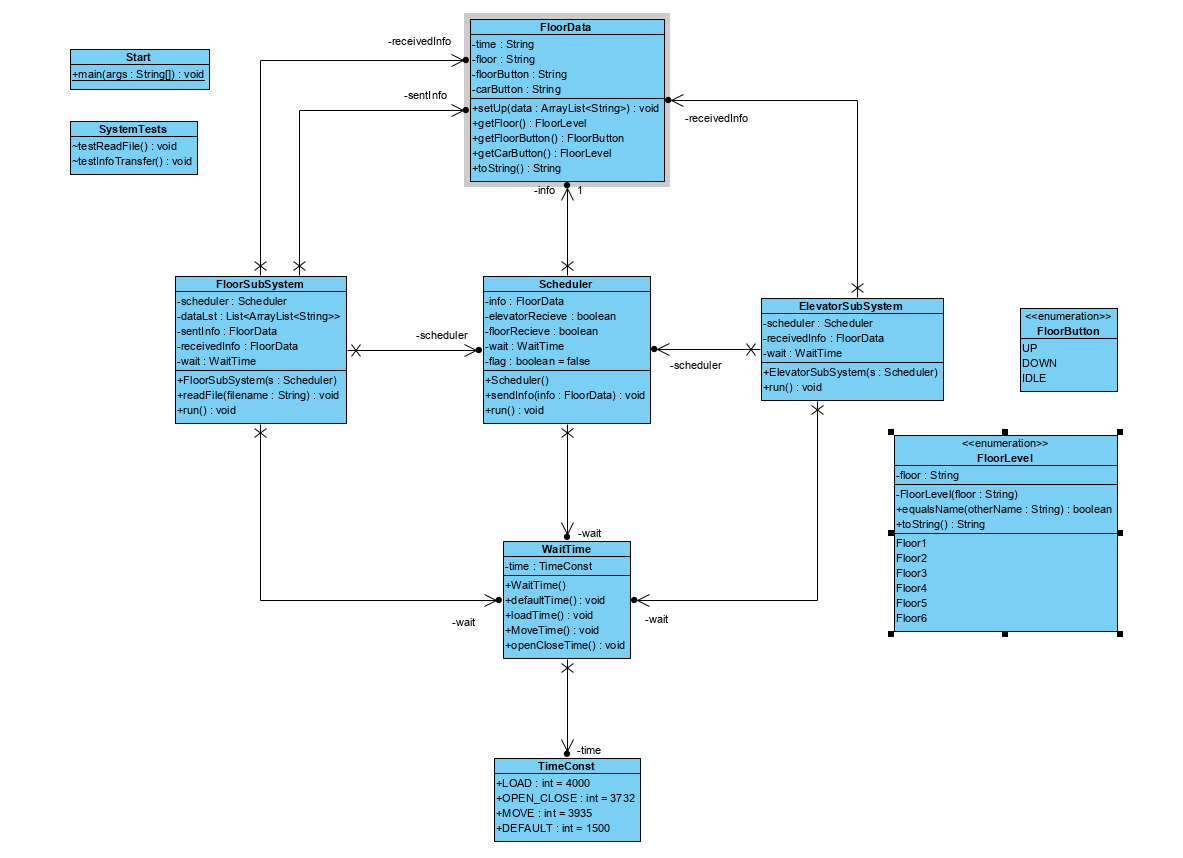 Start
+main(args : String[]) : void
SystemTests
~testReadFile() : void
~testInfoTransfer() : void
-receivedInfo
-sentInfo
FloorData
-time : String
-floor : String
-floorButton : String
-carButton : String
+setUp(data : ArrayList<String>) : void
+getFloor() : FloorLevel
+getFloorButton() : FloorButton
+getCarButton() : FloorLevel
+toString() : String
-receivedInfo
-info
1
FloorSubSystem
-scheduler : Scheduler
-dataLst : List<ArrayList<String>>
-sentInfo : FloorData
-receivedInfo : FloorData
-wait : WaitTime
+FloorSubSystem(s : Scheduler)
+readFile(filename : String) : void
+run() : void
-scheduler
Scheduler
-info : FloorData
-elevatorRecieve : boolean
-floorRecieve : boolean
-wait : WaitTime
-flag : boolean = false
+Scheduler()
+sendInfo(info : FloorData) : void
+run() : void
-scheduler
ElevatorSubSystem
-scheduler : Scheduler
-receivedInfo : FloorData
-wait : WaitTime
+ElevatorSubSystem(s : Scheduler)
+run() : void
<<enumeration>>
FloorButton
UP
DOWN
IDLE
<<enumeration>>
FloorLevel
-floor : String
-FloorLevel(floor : String)
+equalsName(otherName : String) : boolean
+toString() : String
Floor1
Floor2
Floor3
Floor4
Floor5
Floor6
-wait
WaitTime
-time : TimeConst
+WaitTime()
+defaultTime() : void
+loadTime() : void
+MoveTime() : void
+openCloseTime() : void
-wait
-wait
-time
TimeConst
+LOAD : int = 4000
+OPEN_CLOSE : int = 3732
+MOVE : int = 3935
+DEFAULT : int = 1500